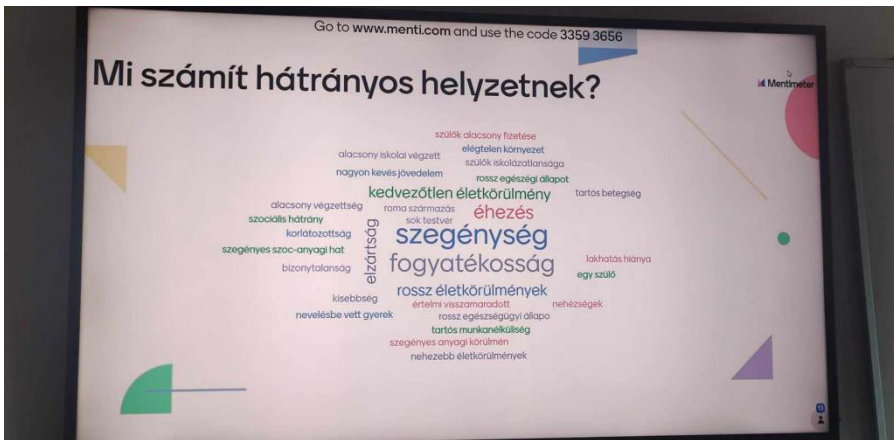 Go to www.menti.com and use the code 3359 3656
Mi számít hátrányos helyzetnek?
Mentimeter
szülők alacsony fizetése
elégtelen környezet
alacsony iskolai végzett
szülők iskolázatlansága
nagyon kevés jövedelem
rossz egészégi állapot
kedvezőtlen életkörülmény
tartós betegség
alacsony végzettség
roma származás
éhezés
szociális hátrány
sok testvér
korlátozottság
elzártság
szegénység
szegényes szoc-anyagi hat
lakhatás hiánya
bizonytalanság
fogyatékosság
egy szülő
rossz életkörülmények
kisebbség
értelmi visszamaradott
nehézségek
nevelésbe vett gyerek
rossz egészségügyi állapo
tartós munkanélküliség
szegényes anyagi körülmén
nehezebb életkörülmények